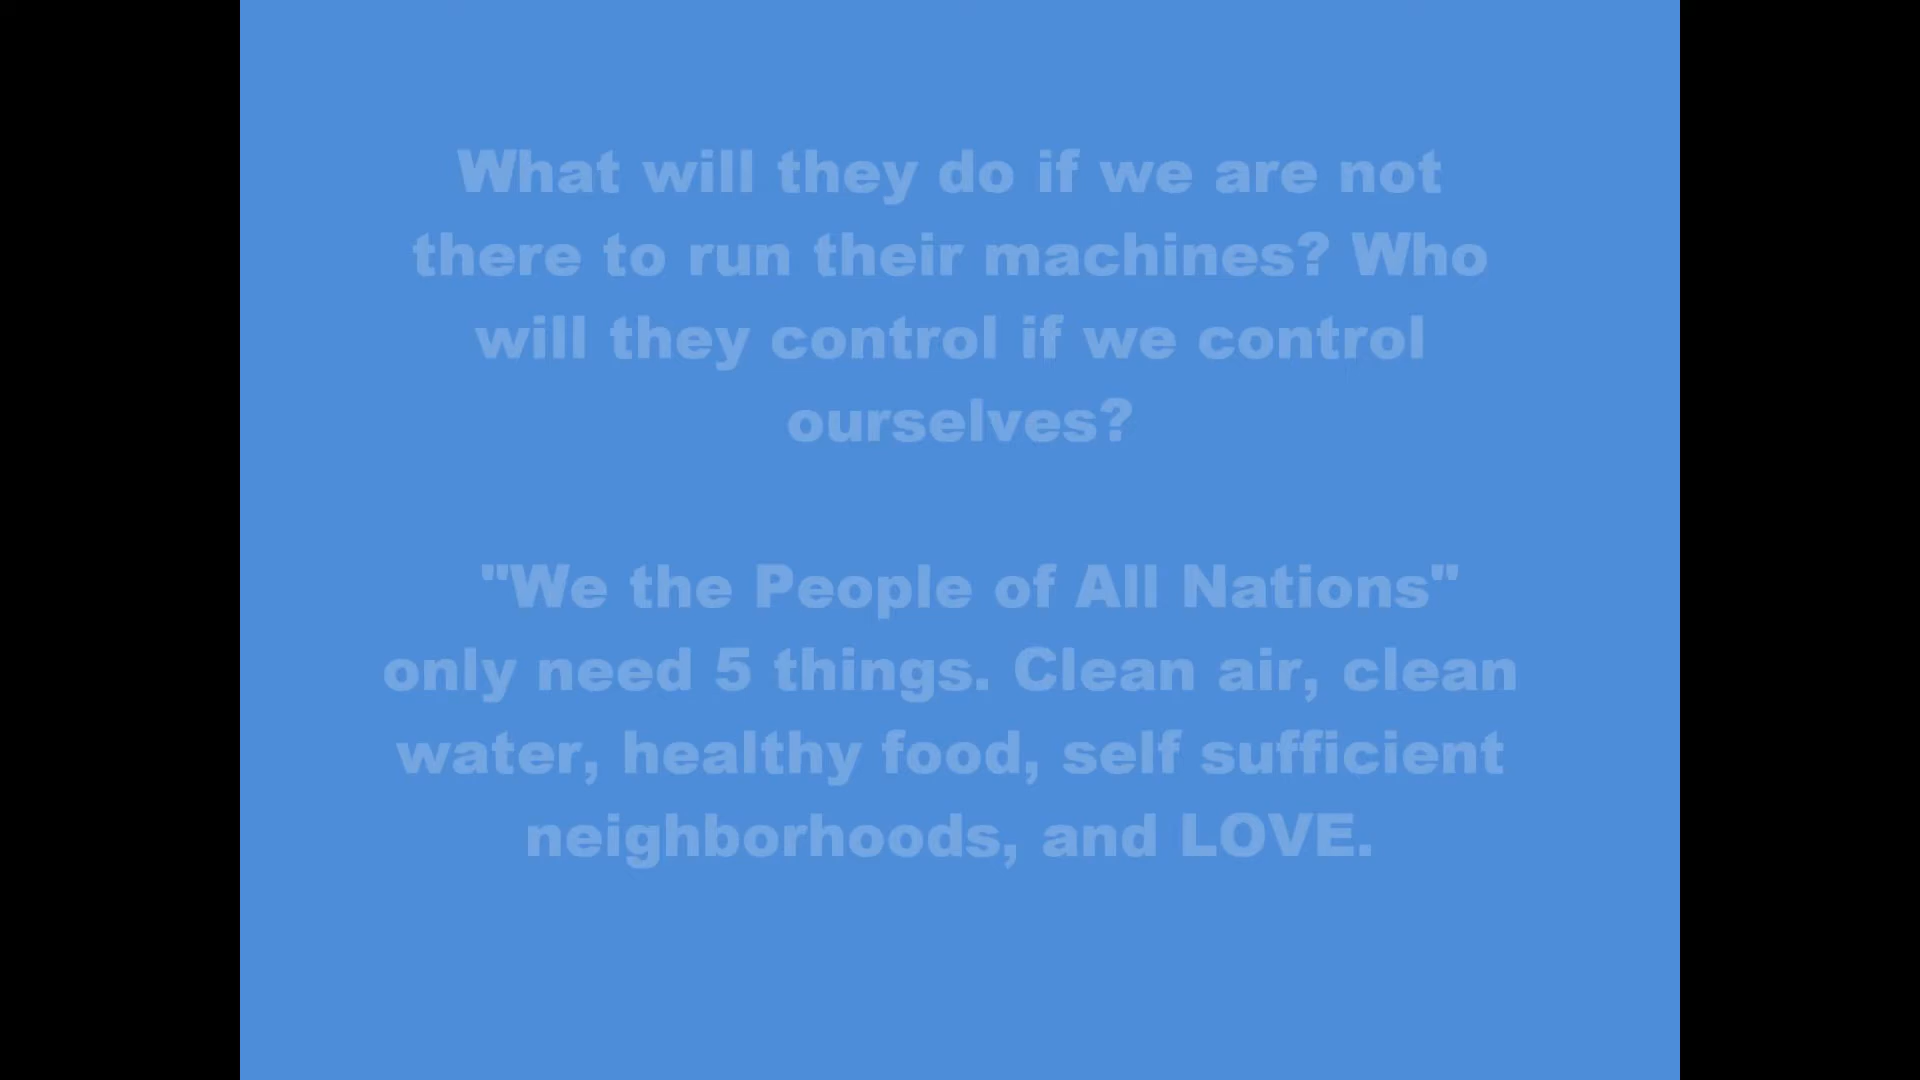 What will they do if we are not
there to run their machines? Who
will they control if we control
ourselves?
"We the People of All Nations"
only need 5 things. Clean air, clean
water, healthy food, self sufficient
neighborhoods, and LOVE.